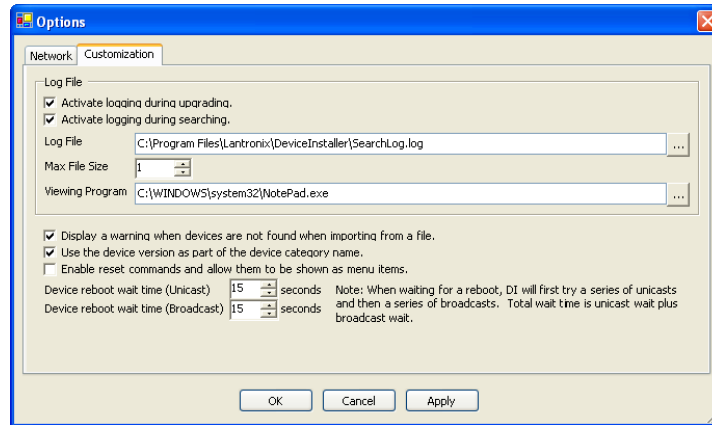 Options
Network Customization
Log File
Activate logging during upgrading.
Activate logging during searching.
Log File C:\Program Files\Lantronix\DeviceInstaller\SearchLog.log ...
Max File Size 1
Viewing Program C:\WINDOWS\system32\NotePad.exe ...
Display a warning when devices are not found when importing from a file.
Use the device version as part of the device category name.
Enable reset commands and allow them to be shown as menu items.
Device reboot wait time (Unicast) 15 seconds
Device reboot wait time (Broadcast) 15 seconds
Note: When waiting for a reboot, DI will first try a series of unicasts
and then a series of broadcasts. Total wait time is unicast wait plus
broadcast wait.
OK Cancel Apply